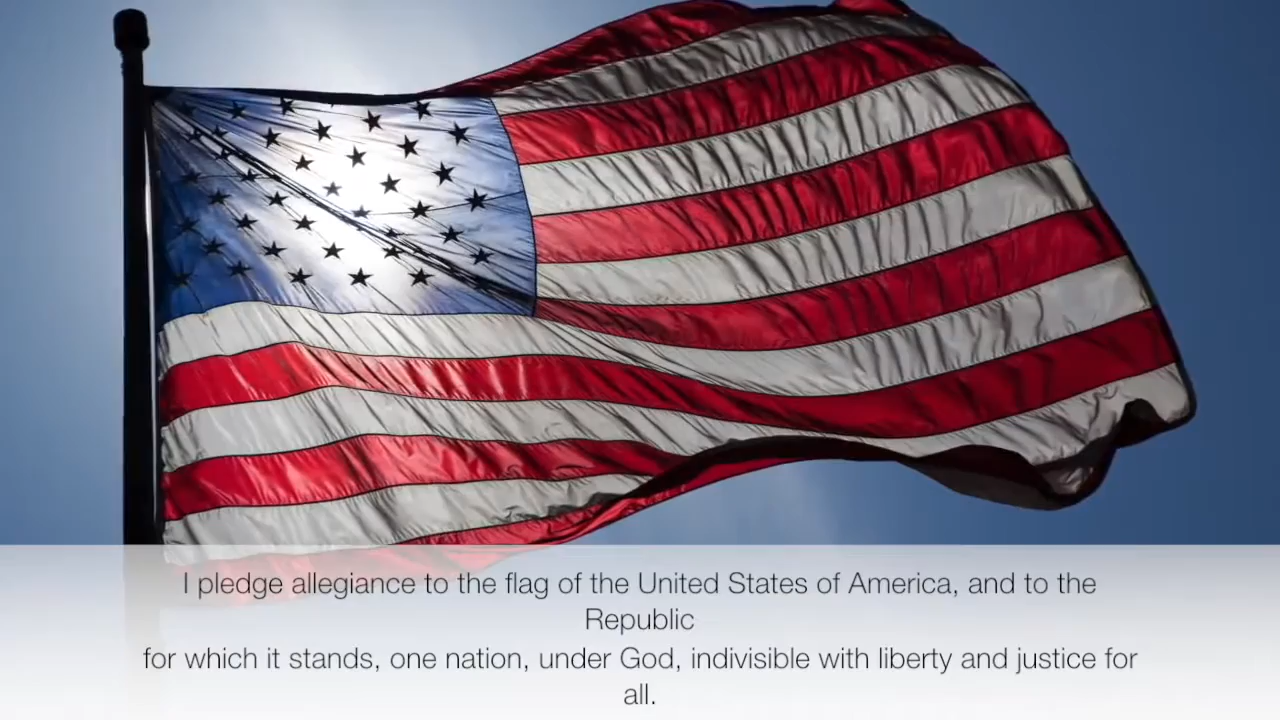 I pledge allegiance to the flag of the United States of America, and to the
Republic
for which it stands, one nation, under God, indivisible with liberty and justice for
all.